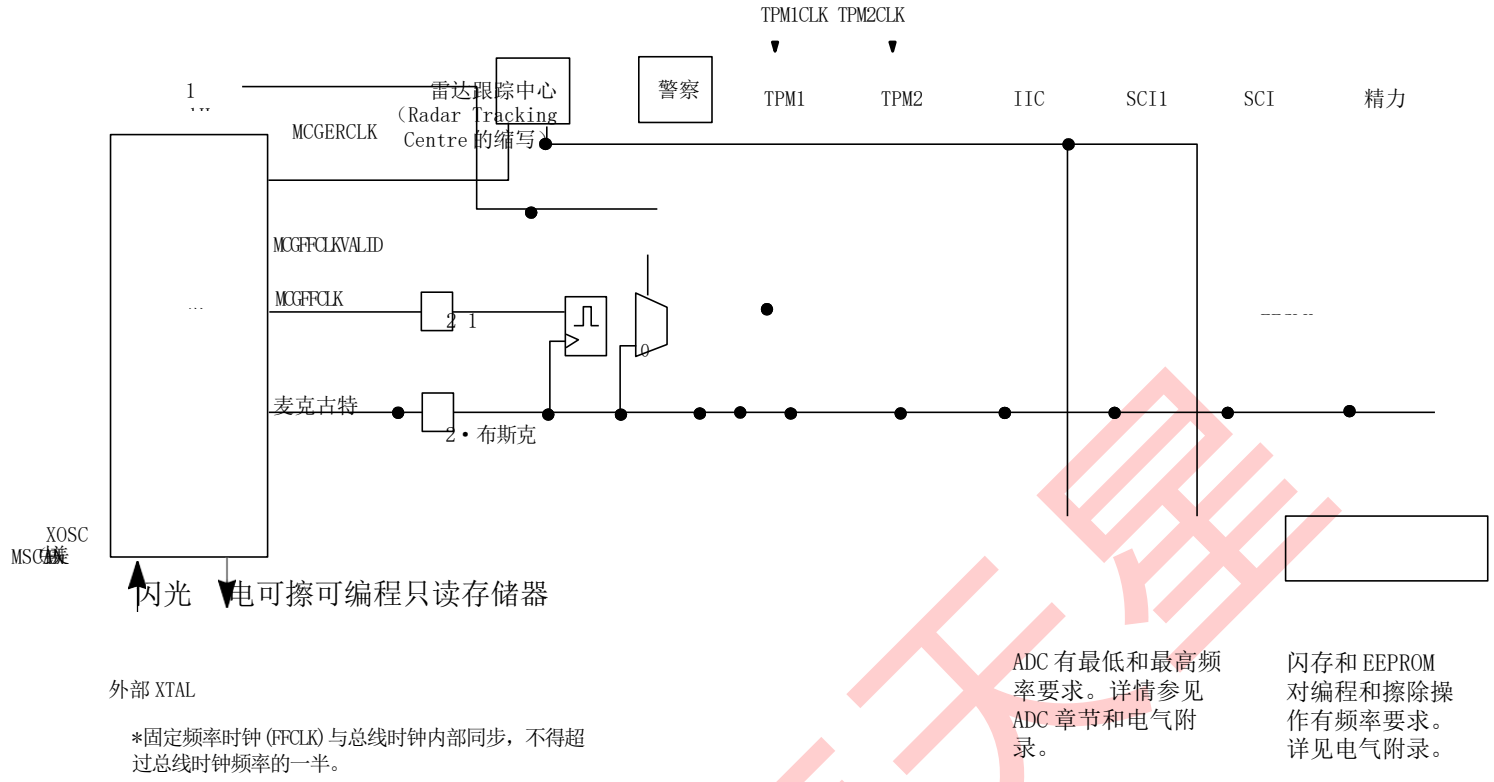 TPM1CLK TPM2CLK
1
雷达跟踪中心
（Radar Tracking
Centre 的缩写）
警察
TPM1
TPM2
IIC
SCI1
SCI
精力
MCGERCLK
MCGFFCLKVALID
MCGFFCLK
2 1
0
麦克古特
2•布斯克
XOSC
闪光
电可擦可编程只读存储器
外部 XTAL
*固定频率时钟(FFCLK)与总线时钟内部同步，不得超
过总线时钟频率的一半。
ADC 有最低和最高频
率要求。详情参见
ADC 章节和电气附
录。
闪存和 EEPROM
对编程和擦除操
作有频率要求。
详见电气附录。
天星